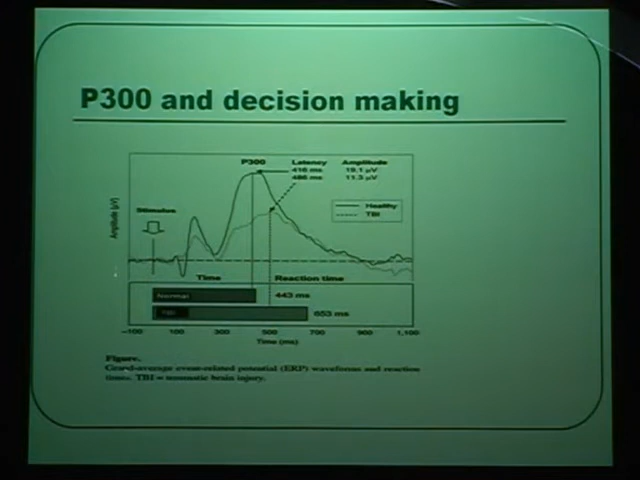 P300 and decision making
P300 Latency Amplitude
416 ms 19.1 µV
486 ms 11.3 µV
Stimulus
Healthy
TBI
Amplitude (µV)
Time Reaction time
Normal 443 ms
TBI 653 ms
-100 100 300 500 700 900 1,100
Time (ms)
Figure.
Grand-average event-related potential (ERP) waveforms and reaction
times. TBI = traumatic brain injury.